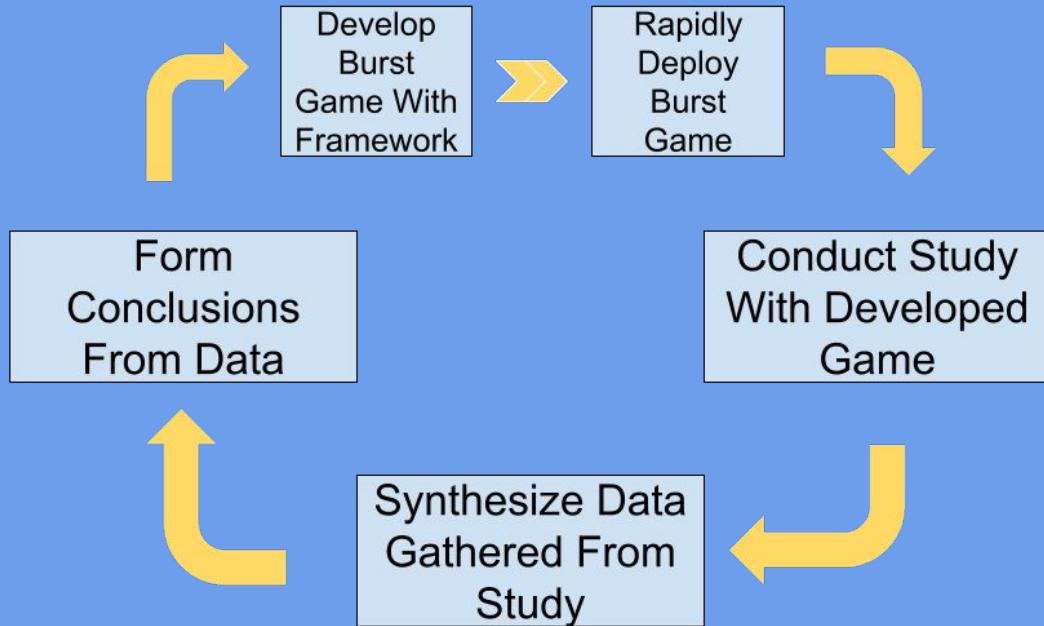 Develop
Burst
Game With
Framework
Rapidly
Deploy
Burst
Game
Conduct Study
With Developed
Game
Synthesize Data
Gathered From
Study
Form
Conclusions
From Data